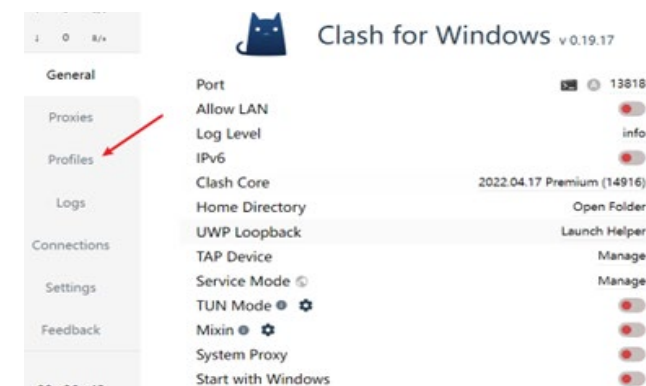 ↓ 0 B/s
Clash for Windows v 0.19.17
General
Proxies
Profiles
Logs
Connections
Settings
Feedback
Port 13818
Allow LAN
Log Level info
IPv6
Clash Core 2022.04.17 Premium (14916)
Home Directory Open Folder
UWP Loopback Launch Helper
TAP Device Manage
Service Mode Manage
TUN Mode
Mixin
System Proxy
Start with Windows